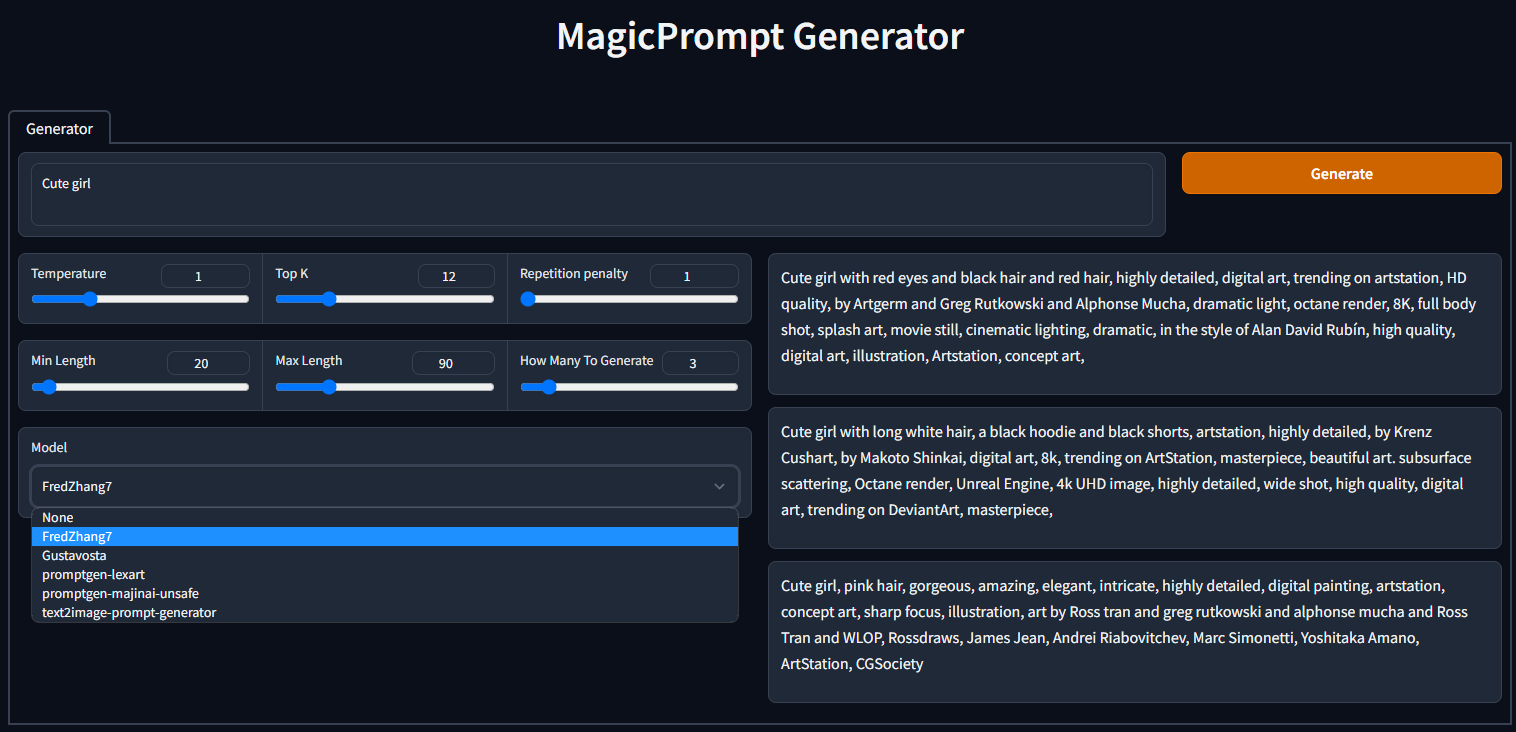 MagicPrompt Generator
Generator
Cute girl
Generate
Temperature
1
Top K
12
Repetition penalty
1
Min Length
20
Max Length
90
How Many To Generate
3
Model
FredZhang7
None
FredZhang7
Gustavosta
promptgen-lexart
promptgen-majinai-unsafe
text2image-prompt-generator
Cute girl with red eyes and black hair and red hair, highly detailed, digital art, trending on artstation, HD
quality, by Artgerm and Greg Rutkowski and Alphonse Mucha, dramatic light, octane render, 8K, full body
shot, splash art, movie still, cinematic lighting, dramatic, in the style of Alan David Rubín, high quality,
digital art, illustration, Artstation, concept art,
Cute girl with long white hair, a black hoodie and black shorts, artstation, highly detailed, by Krenz
Cushart, by Makoto Shinkai, digital art, 8k, trending on ArtStation, masterpiece, beautiful art. subsurface
scattering, Octane render, Unreal Engine, 4k UHD image, highly detailed, wide shot, high quality, digital
art, trending on DeviantArt, masterpiece,
Cute girl, pink hair, gorgeous, amazing, elegant, intricate, highly detailed, digital painting, artstation,
concept art, sharp focus, illustration, art by Ross tran and greg rutkowski and alphonse mucha and Ross
Tran and WLOP, Rossdraws, James Jean, Andrei Riabovitchev, Marc Simonetti, Yoshitaka Amano,
ArtStation, CGSociety